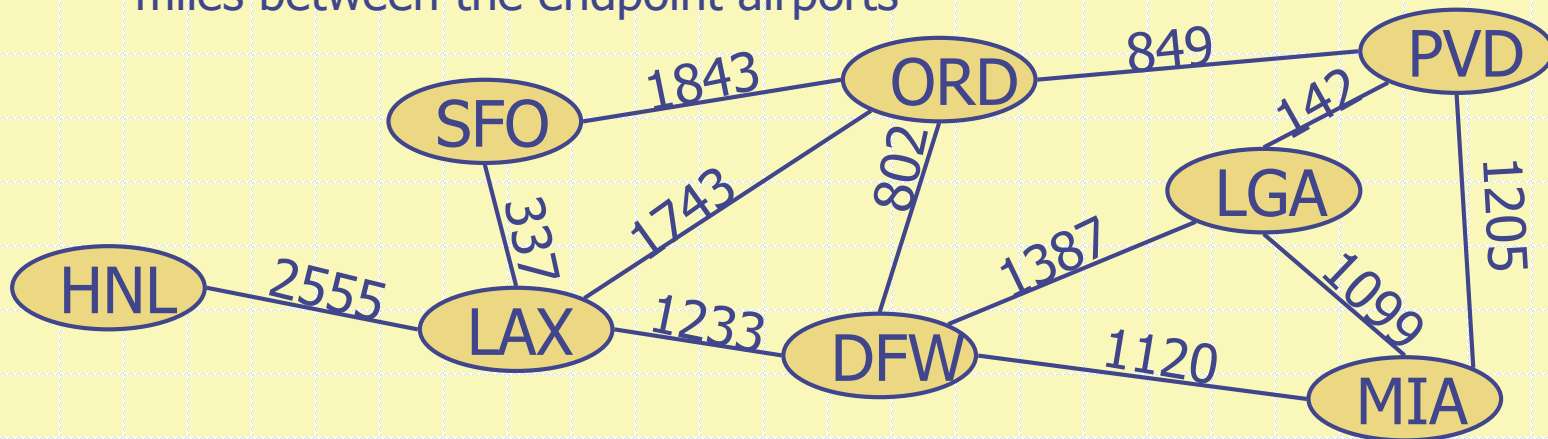 miles between the endpoint airports
849
PVD
1843
ORD
142
SFO
802
LGA
1743
1205
337
1387
HNL
2555
1099
LAX
1233
DFW
1120
MIA